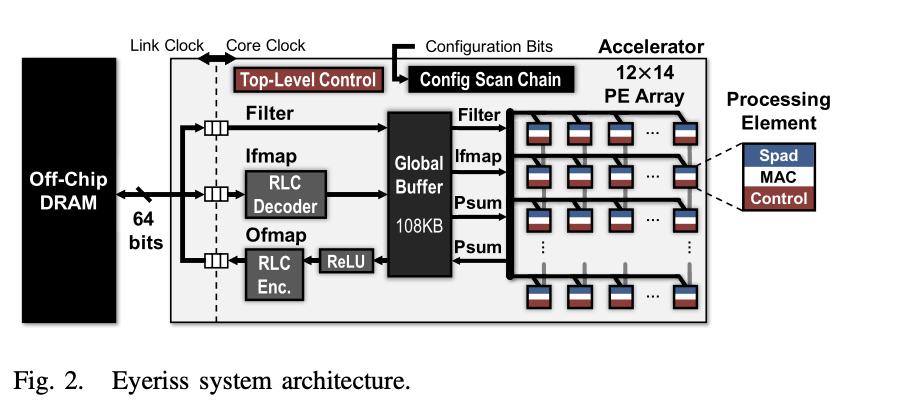 Link Clock
Core Clock
Configuration Bits
Accelerator
12×14
PE Array
Top-Level Control
Config Scan Chain
Processing
Element
Off-Chip
DRAM
64
bits
Filter
Ifmap
RLC
Decoder
Ofmap
RLC
Enc.
ReLU
Global
Buffer
108KB
Filter
Ifmap
Psum
Psum
...
...
...
...
...
...
Spad
MAC
Control
Fig. 2. Eyeriss system architecture.